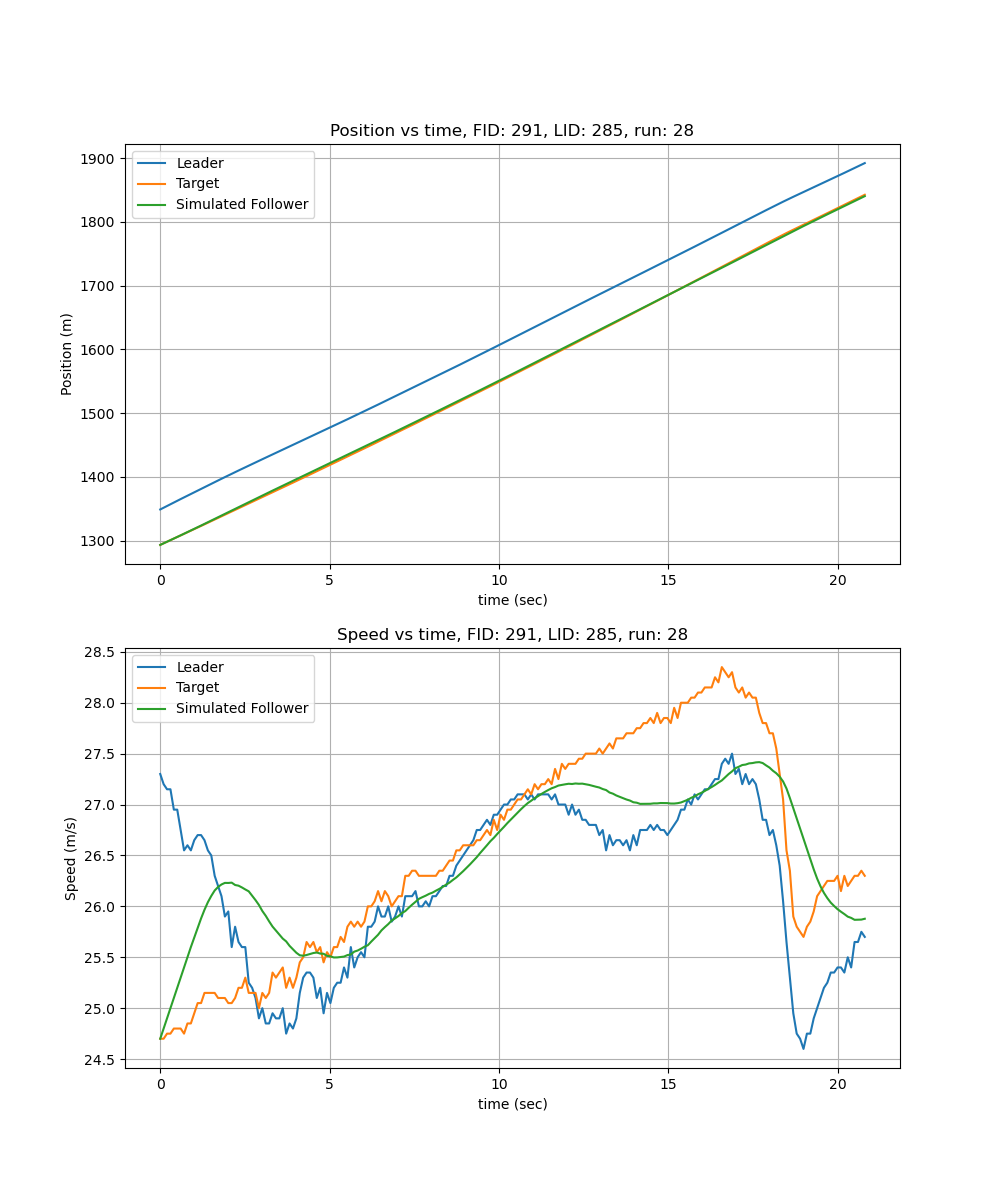 Position vs time, FID: 291, LID: 285, run: 28
Leader
Target
Simulated Follower
1900
1800
1700
1600
1500
1400
1300
Position (m)
0 5 10 15 20
time (sec)
Speed vs time, FID: 291, LID: 285, run: 28
Leader
Target
Simulated Follower
28.5
28.0
27.5
27.0
26.5
26.0
25.5
25.0
24.5
Speed (m/s)
0 5 10 15 20
time (sec)